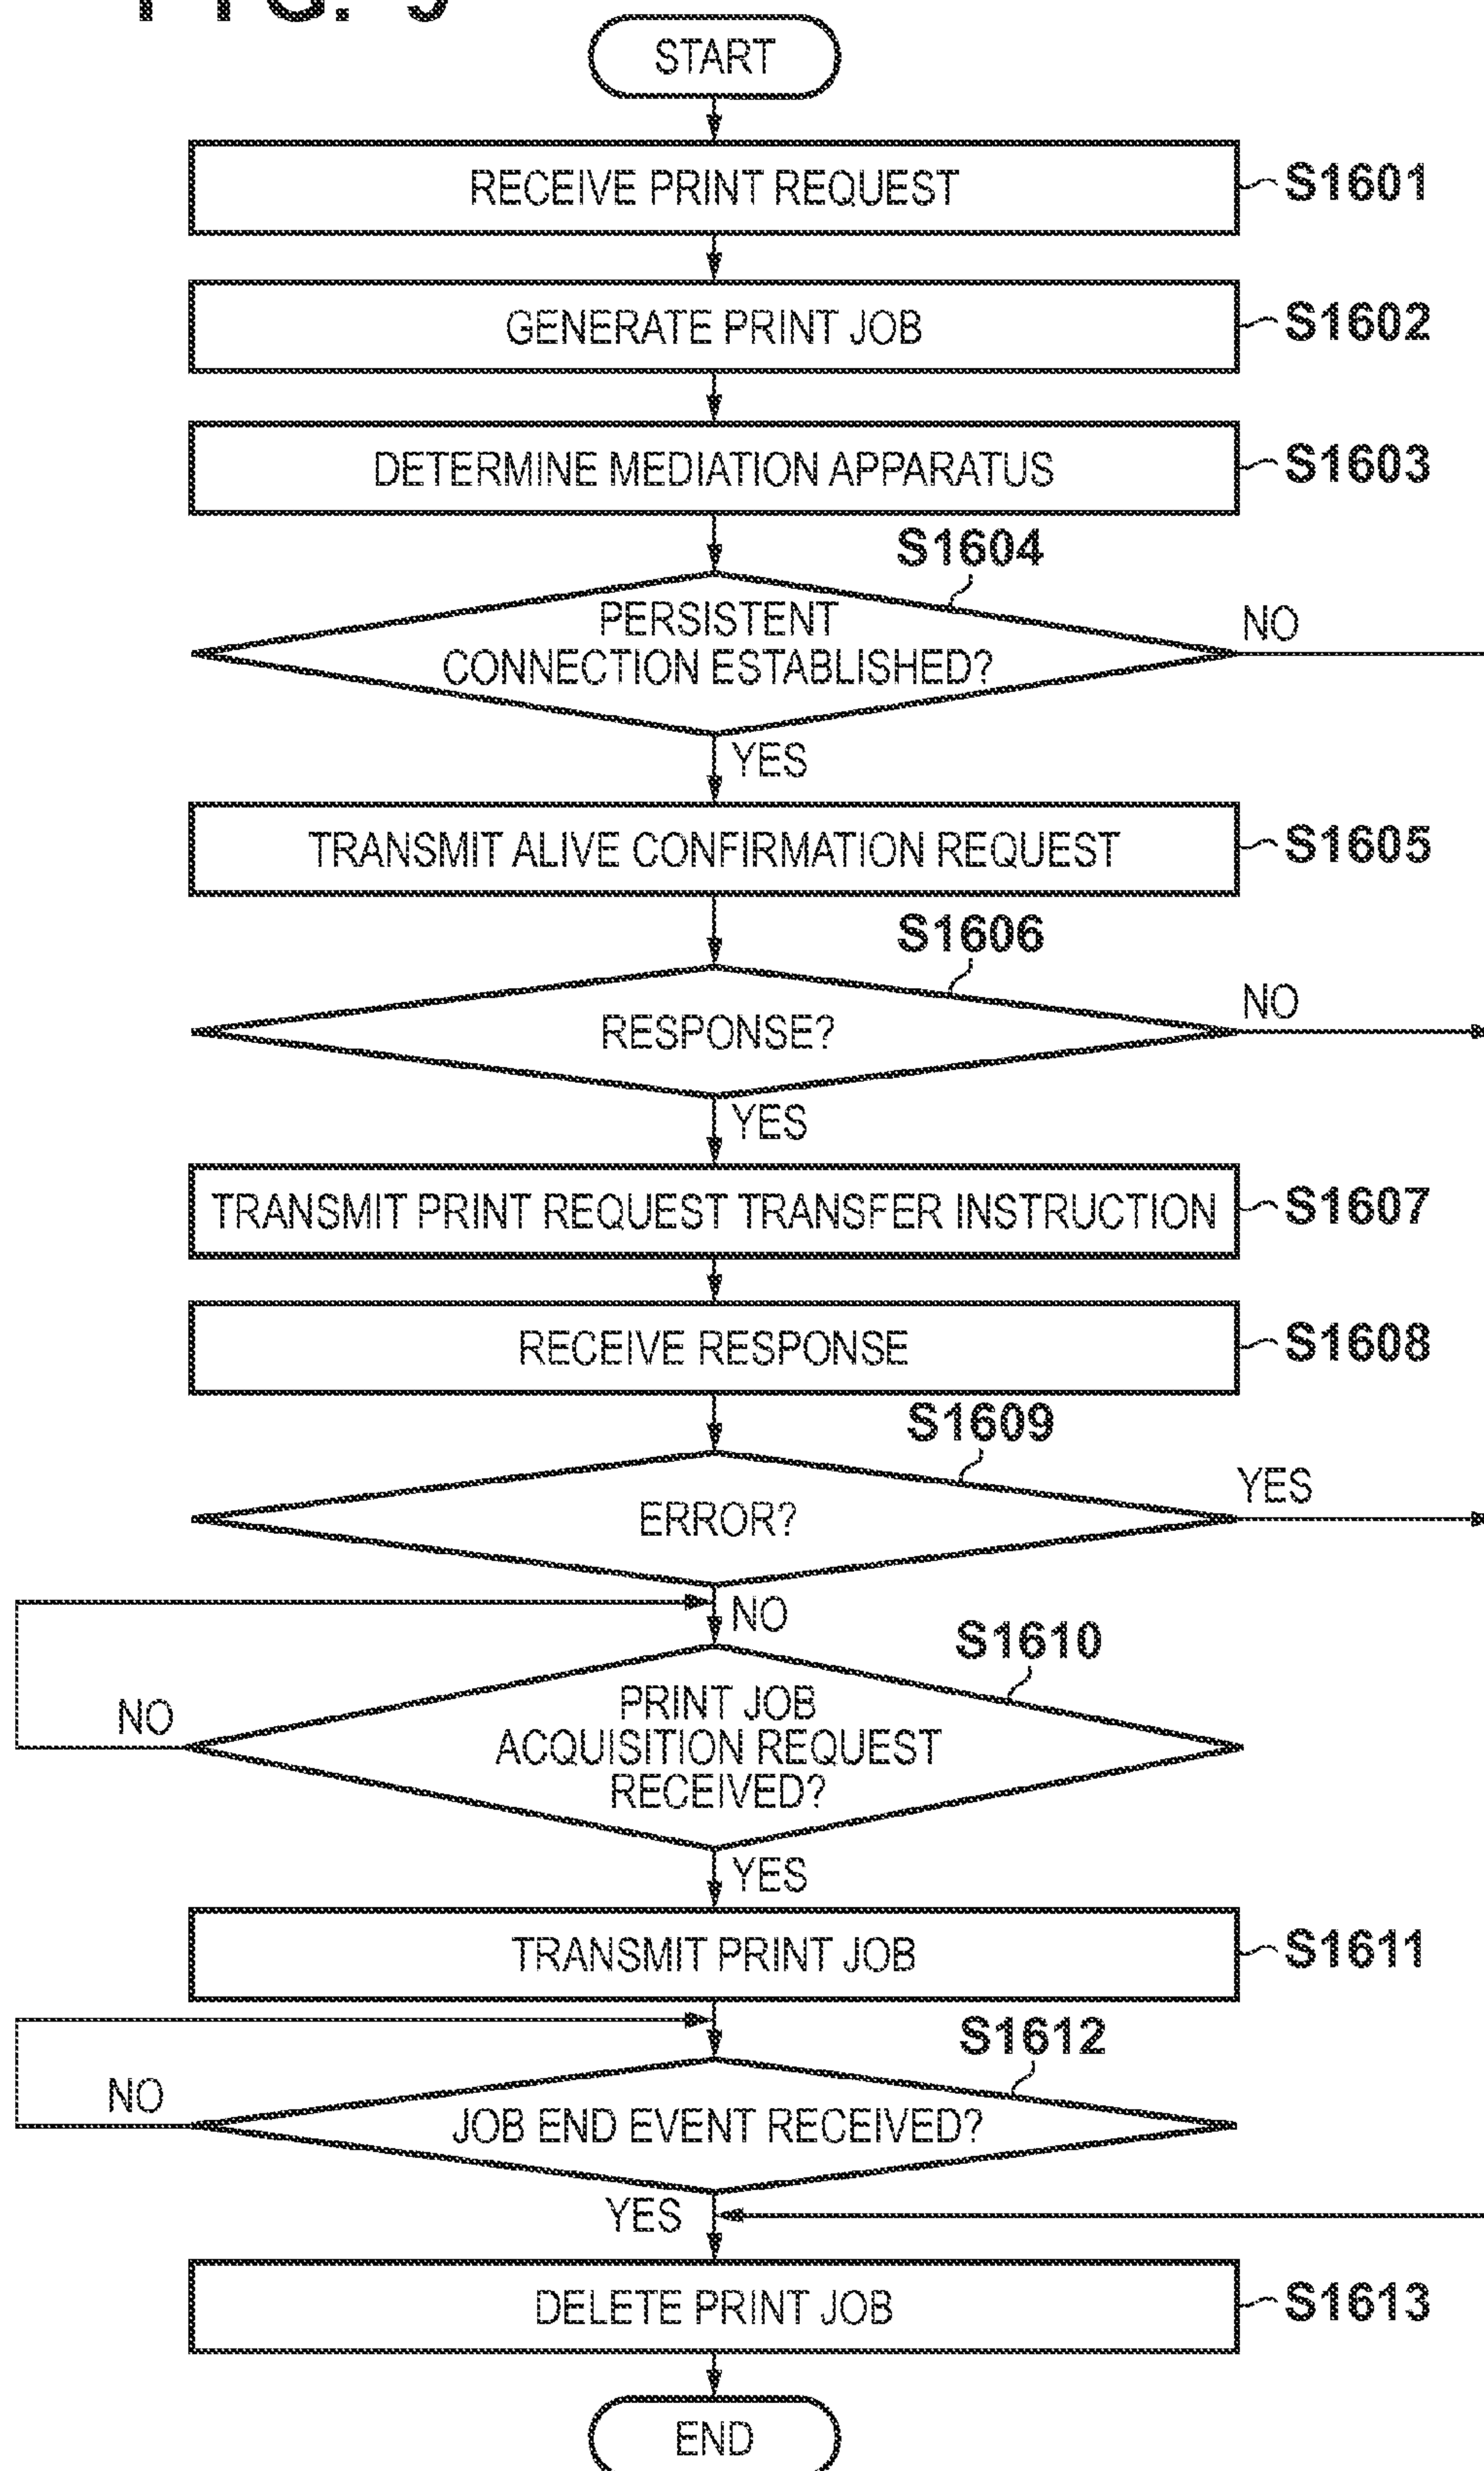 START
RECEIVE PRINT REQUEST
S1601
GENERATE PRINT JOB
S1602
DETERMINE MEDIATION APPARATUS
S1603
S1604
PERSISTENT
CONNECTION ESTABLISHED?
NO
YES
TRANSMIT ALIVE CONFIRMATION REQUEST
S1605
S1606
RESPONSE?
NO
YES
TRANSMIT PRINT REQUEST TRANSFER INSTRUCTION
S1607
RECEIVE RESPONSE
S1608
S1609
ERROR?
YES
NO
S1610
PRINT JOB
ACQUISITION REQUEST
RECEIVED?
NO
YES
TRANSMIT PRINT JOB
S1611
S1612
JOB END EVENT RECEIVED?
NO
YES
DELETE PRINT JOB
S1613
END